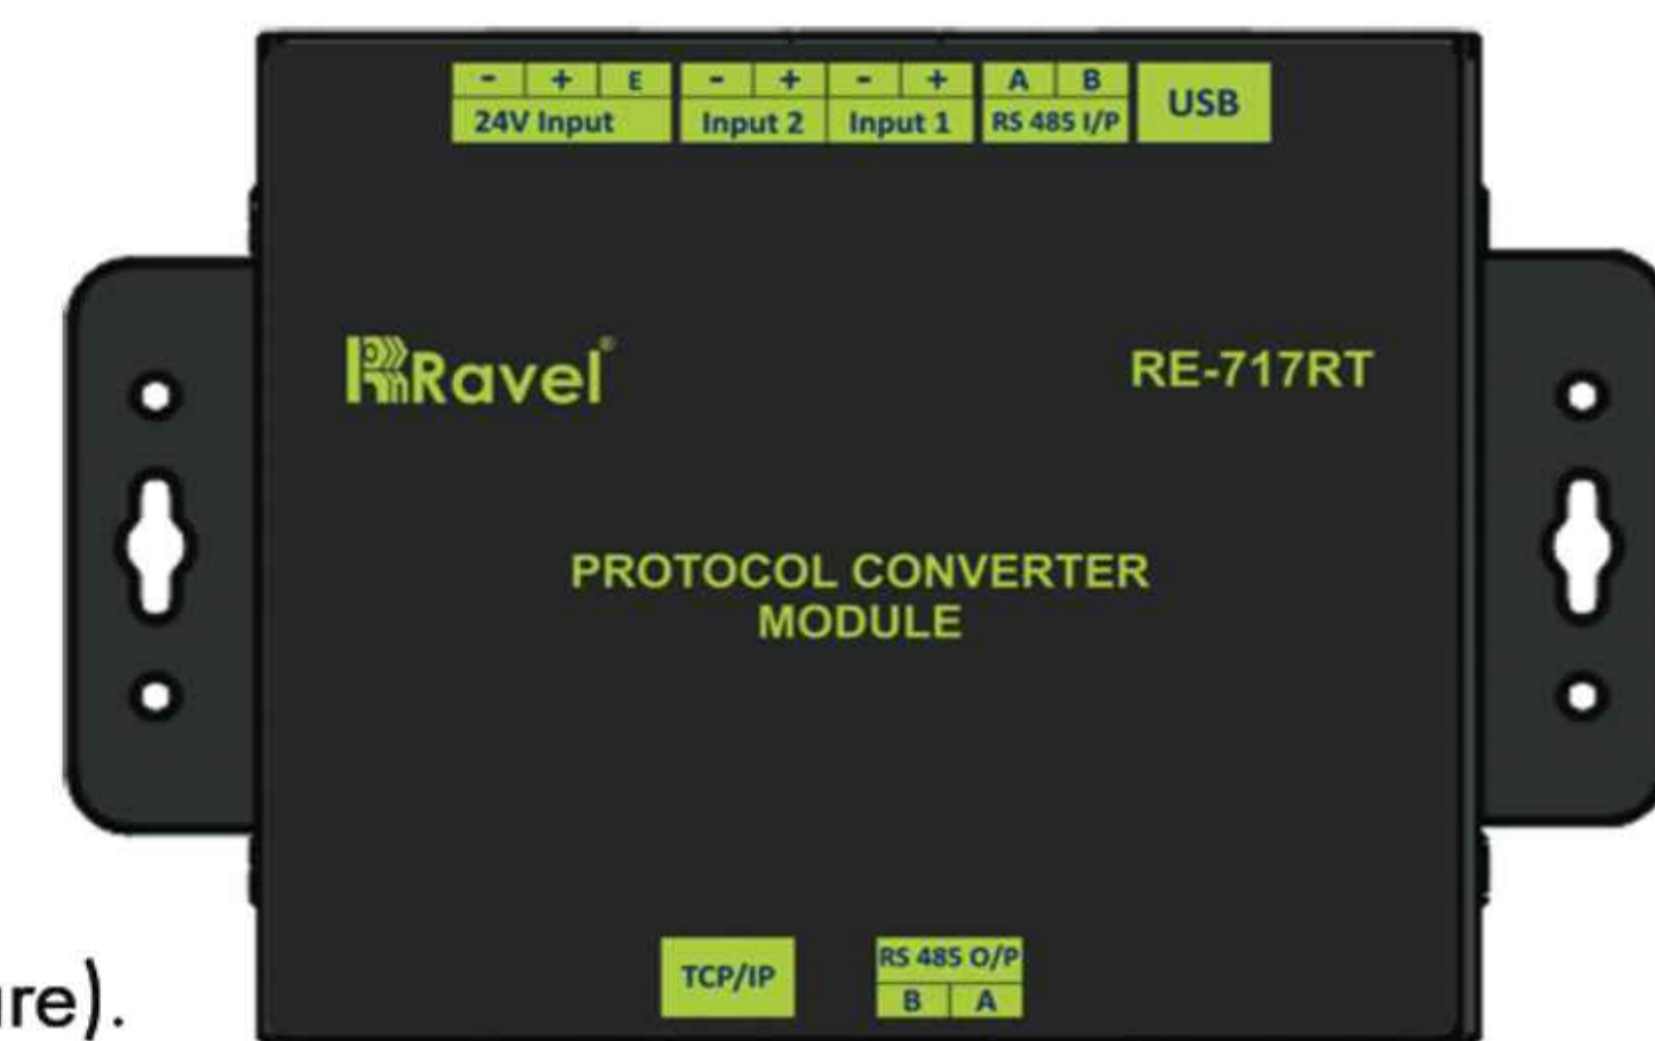 - + E - + - + A B USB
24V Input Input 2 Input 1 RS 485 I/P
Ravel® RE-717RT
PROTOCOL CONVERTER
MODULE
TCP/IP RS 485 O/P
B A